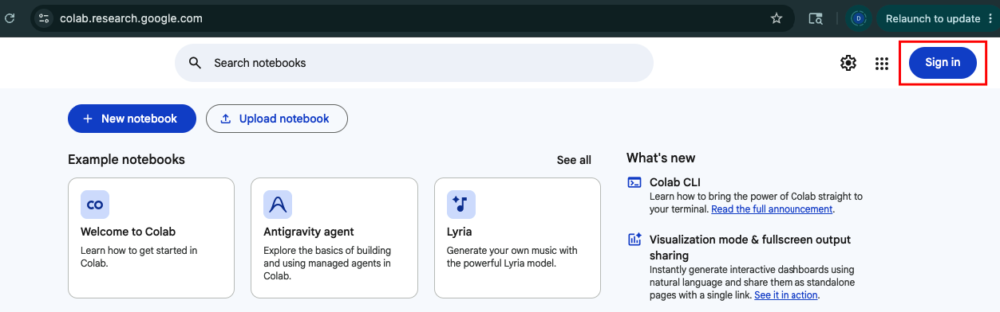 colab.research.google.com
Relaunch to update
D
Search notebooks
Sign in
New notebook
Upload notebook
Example notebooks
See all
CO
Welcome to Colab
Learn how to get started in
Colab.
Antigravity agent
Explore the basics of building
and using managed agents in
Colab.
Lyria
Generate your own music with
the powerful Lyria model.
What's new
Colab CLI
Learn how to bring the power of Colab straight to
your terminal. Read the full announcement.
Visualization mode & fullscreen output
sharing
Instantly generate interactive dashboards using
natural language and share them as standalone
pages with a single link. See it in action.